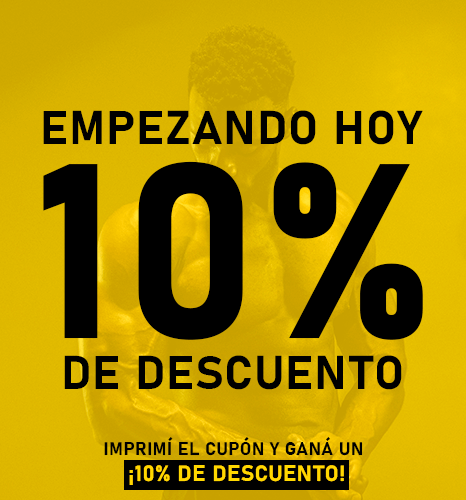 EMPEZANDO HOY
10%
DE DESCUENTO
IMPRIMÍ EL CUPÓN Y GANÁ UN
¡10% DE DESCUENTO!